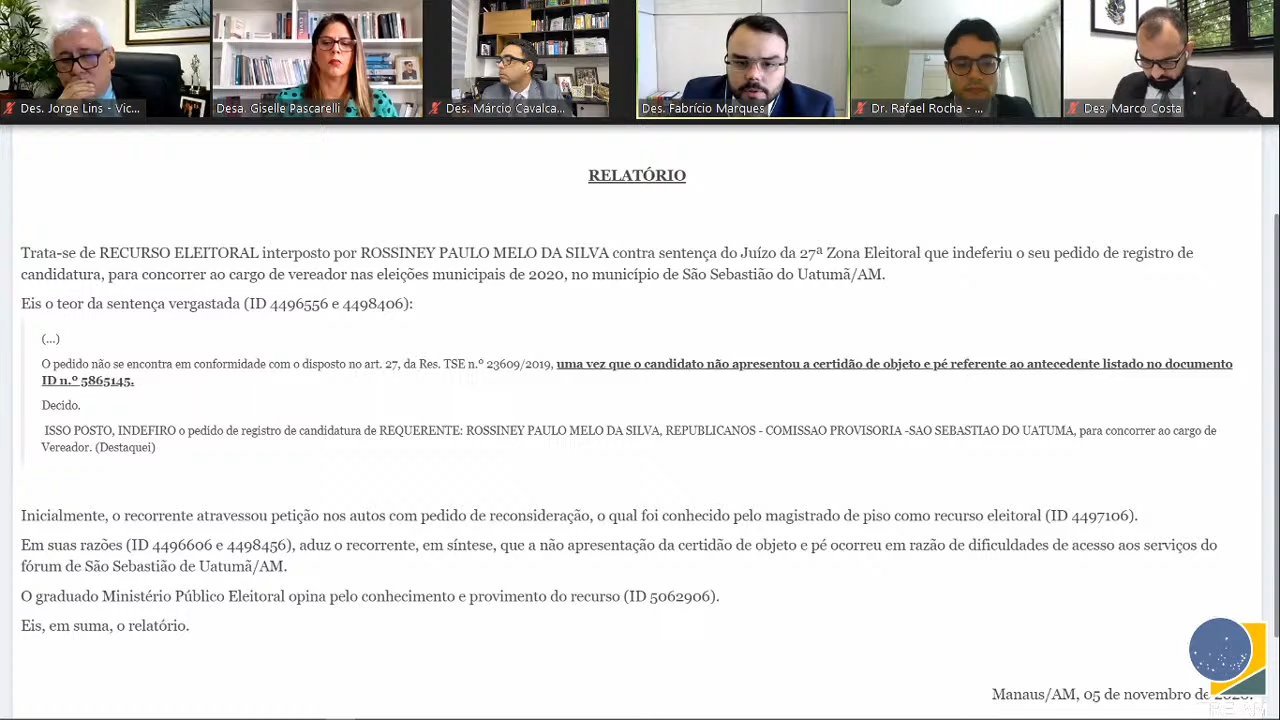 Des. Jorge Lins - Vic...
Desa. Giselle Pascarelli
Des. Márcio Cavalca...
Des. Fabrício Marques
Dr. Rafael Rocha - ...
Des. Marco Costa
RELATÓRIO
Trata-se de RECURSO ELEITORAL interposto por ROSSINEY PAULO MELO DA SILVA contra sentença do Juízo da 27ª Zona Eleitoral que indeferiu o seu pedido de registro de
candidatura, para concorrer ao cargo de vereador nas eleições municipais de 2020, no município de São Sebastião do Uatumã/AM.
Eis o teor da sentença vergastada (ID 4496556 e 4498406):
(...)
O pedido não se encontra em conformidade com o disposto no art. 27, da Res. TSE n.º 23609/2019, uma vez que o candidato não apresentou a certidão de objeto e pé referente ao antecedente listado no documento
ID n.º 5865145.
Decido.
ISSO POSTO, INDEFIRO o pedido de registro de candidatura de REQUERENTE: ROSSINEY PAULO MELO DA SILVA, REPUBLICANOS - COMISSAO PROVISORIA -SAO SEBASTIAO DO UATUMA, para concorrer ao cargo de
Vereador. (Destaquei)
Inicialmente, o recorrente atravessou petição nos autos com pedido de reconsideração, o qual foi conhecido pelo magistrado de piso como recurso eleitoral (ID 4497106).
Em suas razões (ID 4496606 e 4498456), aduz o recorrente, em síntese, que a não apresentação da certidão de objeto e pé ocorreu em razão de dificuldades de acesso aos serviços do
fórum de São Sebastião de Uatumã/AM.
O graduado Ministério Público Eleitoral opina pelo conhecimento e provimento do recurso (ID 5062906).
Eis, em suma, o relatório.
Manaus/AM, 05 de novembro de 2020.
TRE-AM